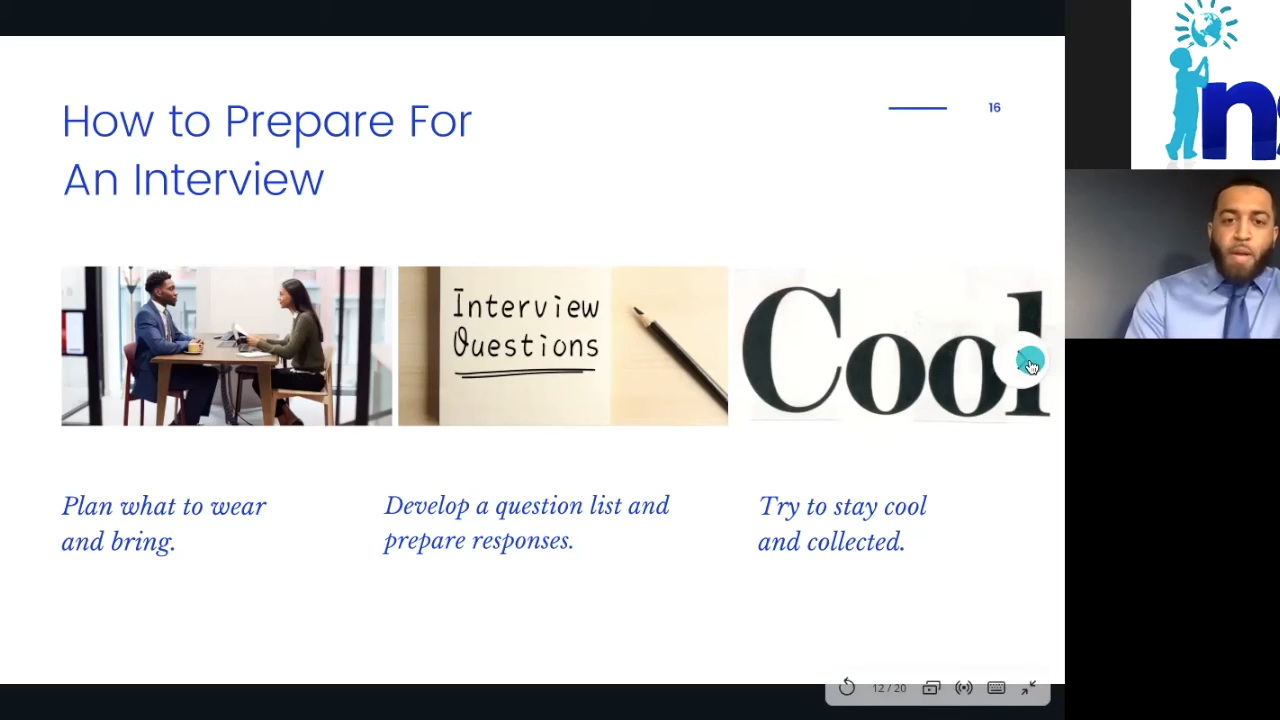 How to Prepare For
An Interview
16
Interview
Questions
Cool
Plan what to wear
and bring.
Develop a question list and
prepare responses.
Try to stay cool
and collected.
12 / 20